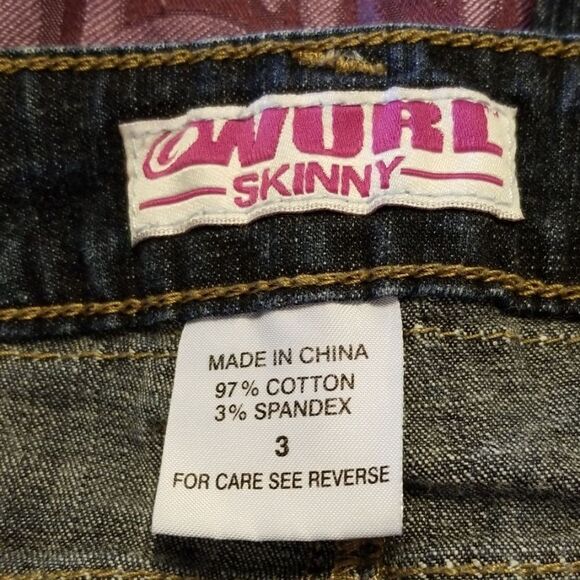 WURL
SKINNY
MADE IN CHINA
97% COTTON
3% SPANDEX
3
FOR CARE SEE REVERSE